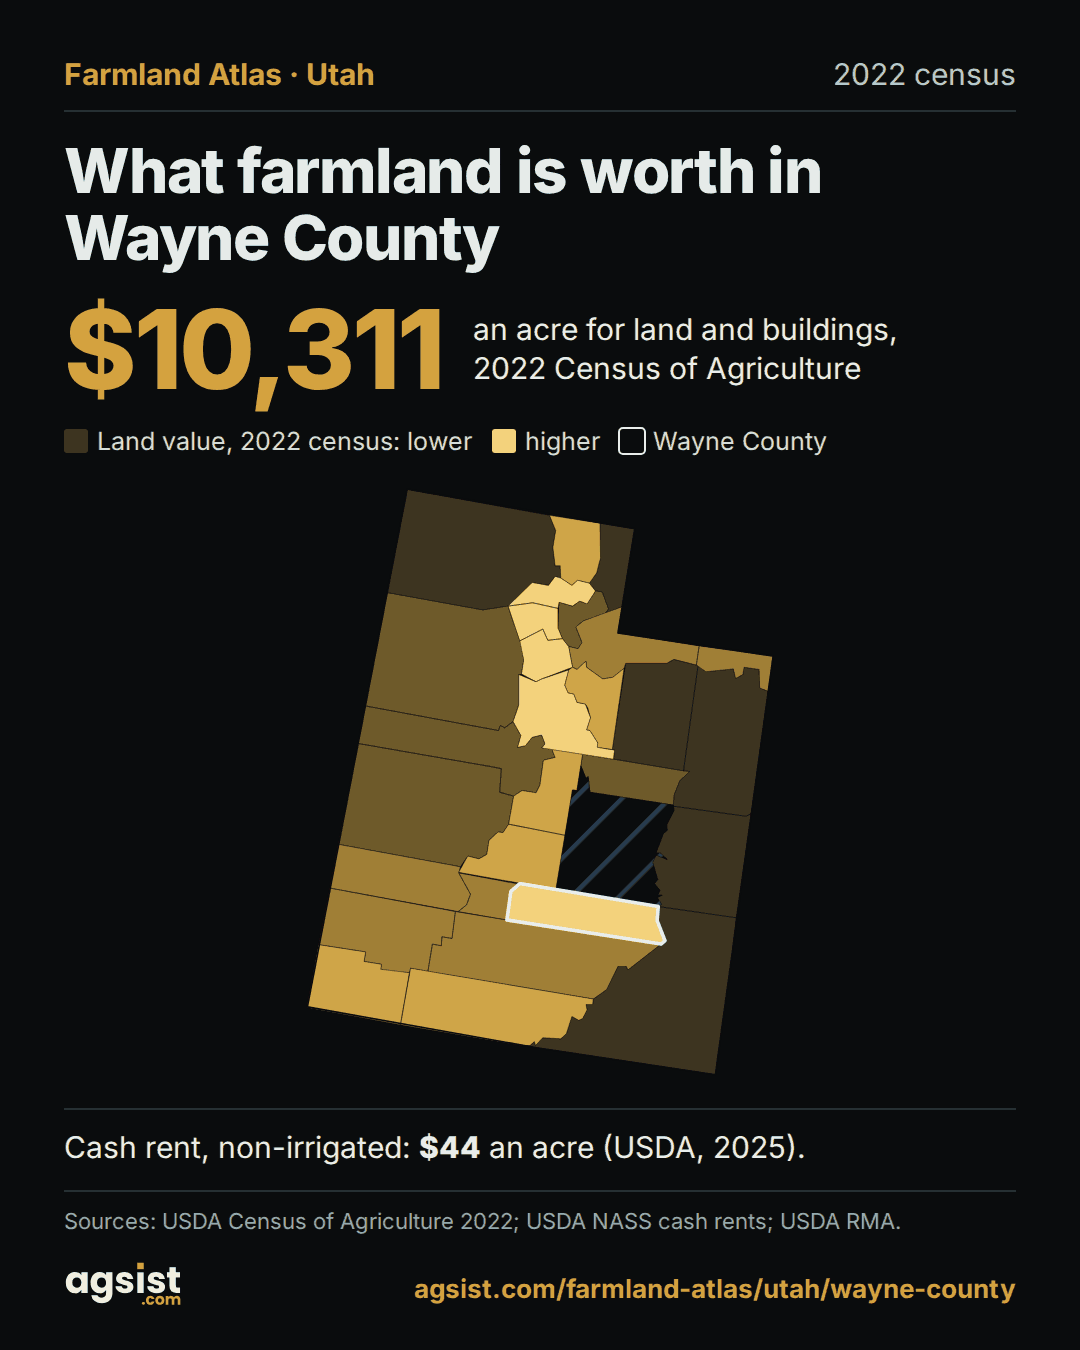 Farmland Atlas · Utah
2022 census
What farmland is worth in
Wayne County
$10,311
an acre for land and buildings,
2022 Census of Agriculture
Land value, 2022 census: lower
higher
Wayne County
Cash rent, non-irrigated: $44 an acre (USDA, 2025).
Sources: USDA Census of Agriculture 2022; USDA NASS cash rents; USDA RMA.
agsist
.com
agsist.com/farmland-atlas/utah/wayne-county